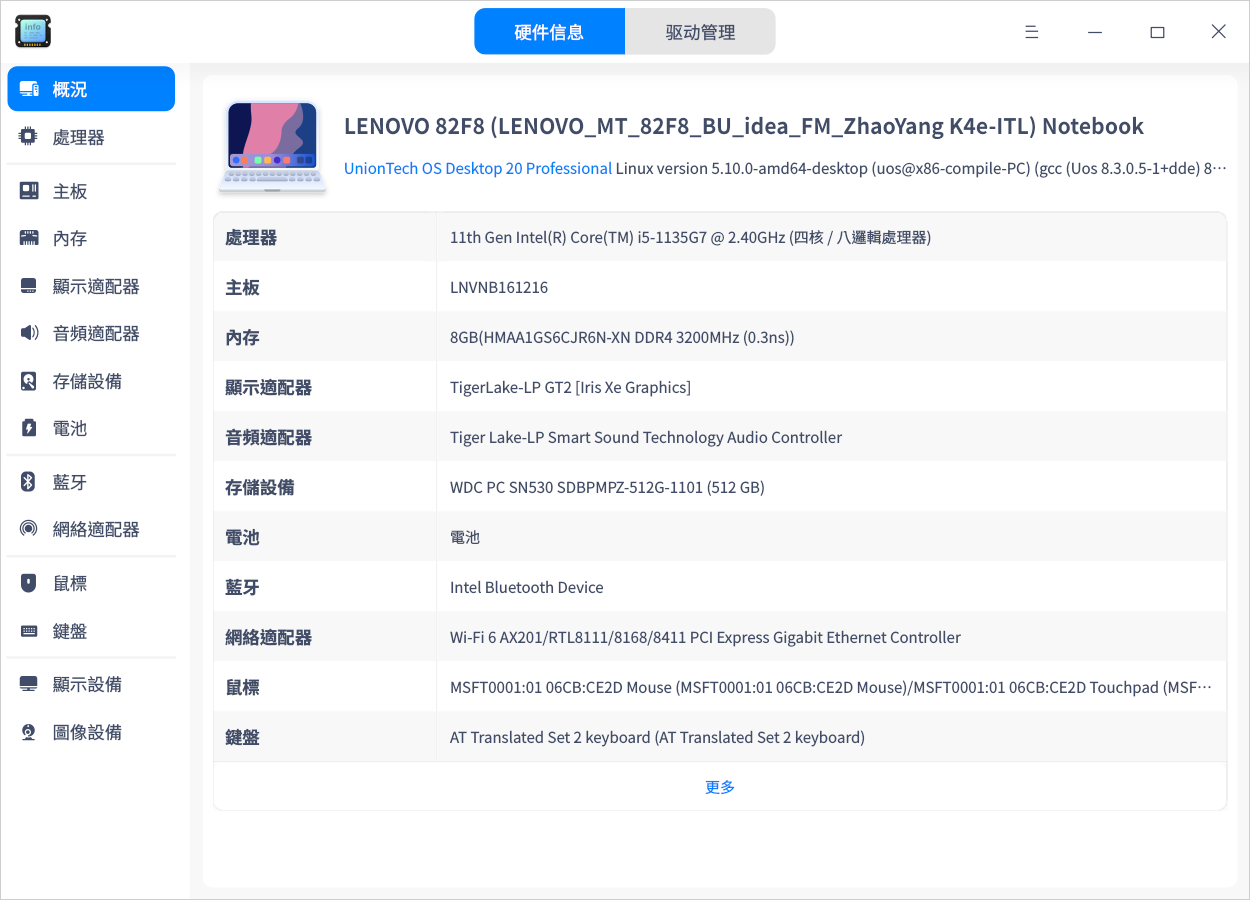 info
硬件信息
驱动管理
概況
處理器
主板
內存
顯示適配器
音頻適配器
存儲設備
電池
藍牙
網絡適配器
鼠標
鍵盤
顯示設備
圖像設備
LENOVO 82F8 (LENOVO_MT_82F8_BU_idea_FM_ZhaoYang K4e-ITL) Notebook
UnionTech OS Desktop 20 Professional Linux version 5.10.0-amd64-desktop (uos@x86-compile-PC) (gcc (Uos 8.3.0.5-1+dde) 8···
處理器 11th Gen Intel(R) Core(TM) i5-1135G7 @ 2.40GHz (四核 / 八邏輯處理器)
主板 LNVNB161216
內存 8GB(HMAA1GS6CJR6N-XN DDR4 3200MHz (0.3ns))
顯示適配器 TigerLake-LP GT2 [Iris Xe Graphics]
音頻適配器 Tiger Lake-LP Smart Sound Technology Audio Controller
存儲設備 WDC PC SN530 SDBPMPZ-512G-1101 (512 GB)
電池 電池
藍牙 Intel Bluetooth Device
網絡適配器 Wi-Fi 6 AX201/RTL8111/8168/8411 PCI Express Gigabit Ethernet Controller
鼠標 MSFT0001:01 06CB:CE2D Mouse (MSFT0001:01 06CB:CE2D Mouse)/MSFT0001:01 06CB:CE2D Touchpad (MSF···
鍵盤 AT Translated Set 2 keyboard (AT Translated Set 2 keyboard)
更多